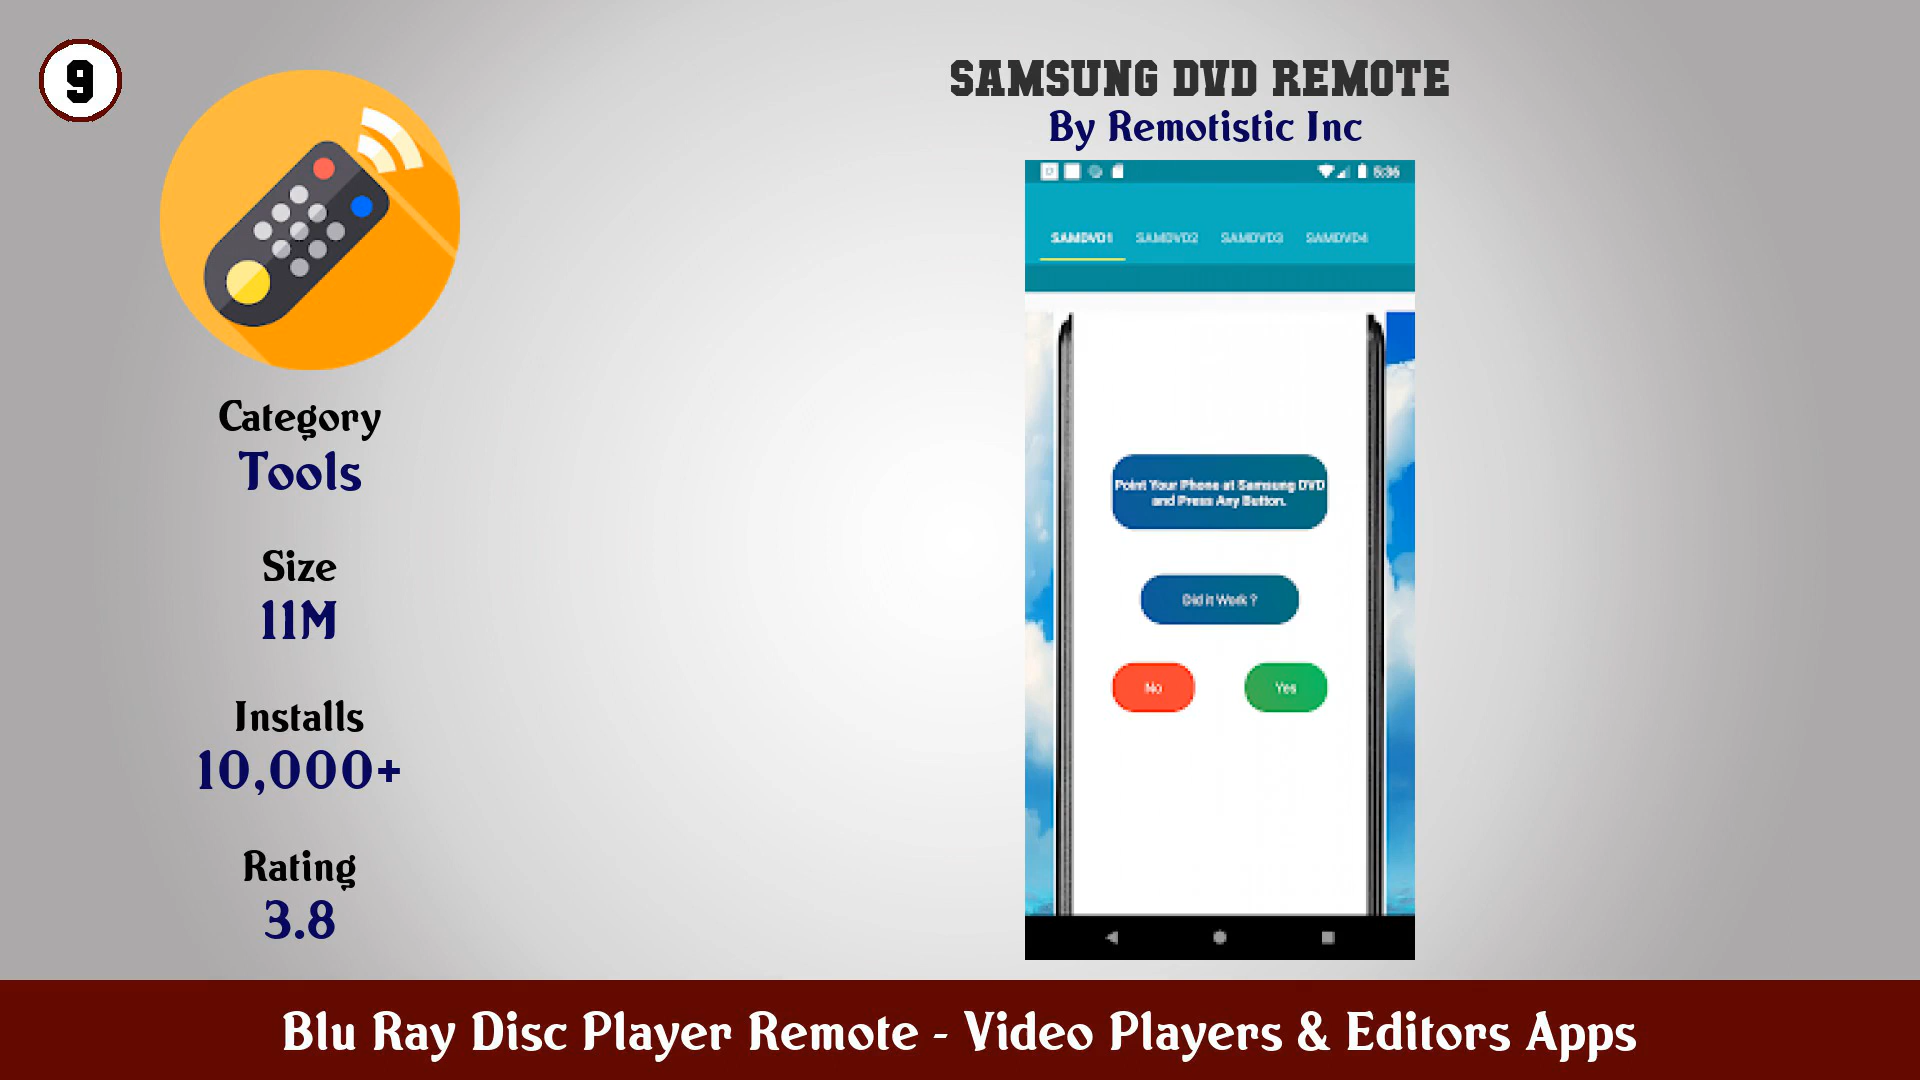 9
SAMSUNG DVD REMOTE
By Remotistic Inc
5:36
SAMDVD1 SAMDVD2 SAMDVD3 SAMDVD4
Point Your Phone at Samsung DVD
and Press Any Button.
Did it Work ?
No Yes
Category
Tools
Size
11M
Installs
10,000+
Rating
3.8
Blu Ray Disc Player Remote - Video Players & Editors Apps